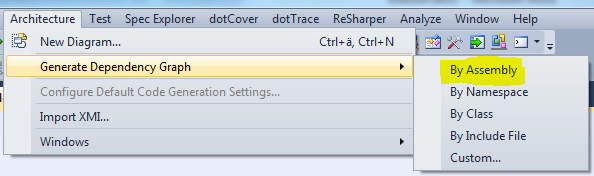 Architecture Test Spec Explorer dotCover dotTrace ReSharper Analyze Window Help
New Diagram... Ctrl+ä, Ctrl+N
Generate Dependency Graph
By Assembly
Configure Default Code Generation Settings...
By Namespace
Import XMI...
By Class
Windows
By Include File
Custom...